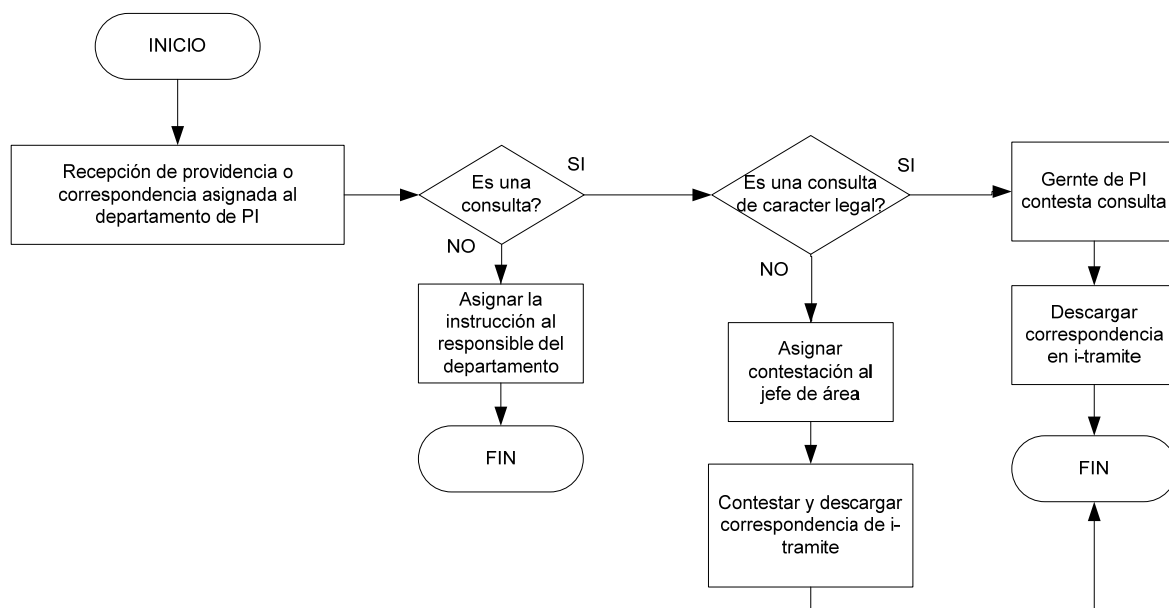 INICIO
Recepción de providencia o
correspondencia asignada al
departamento de PI
Es una
consulta?
SI
NO
Asignar la
instrucción al
responsible del
departamento
FIN
Es una consulta
de caracter legal?
SI
NO
Asignar
contestación al
jefe de área
Contestar y descargar
correspondencia de i-
tramite
Gernte de PI
contesta consulta
Descargar
correspondencia
en i-tramite
FIN